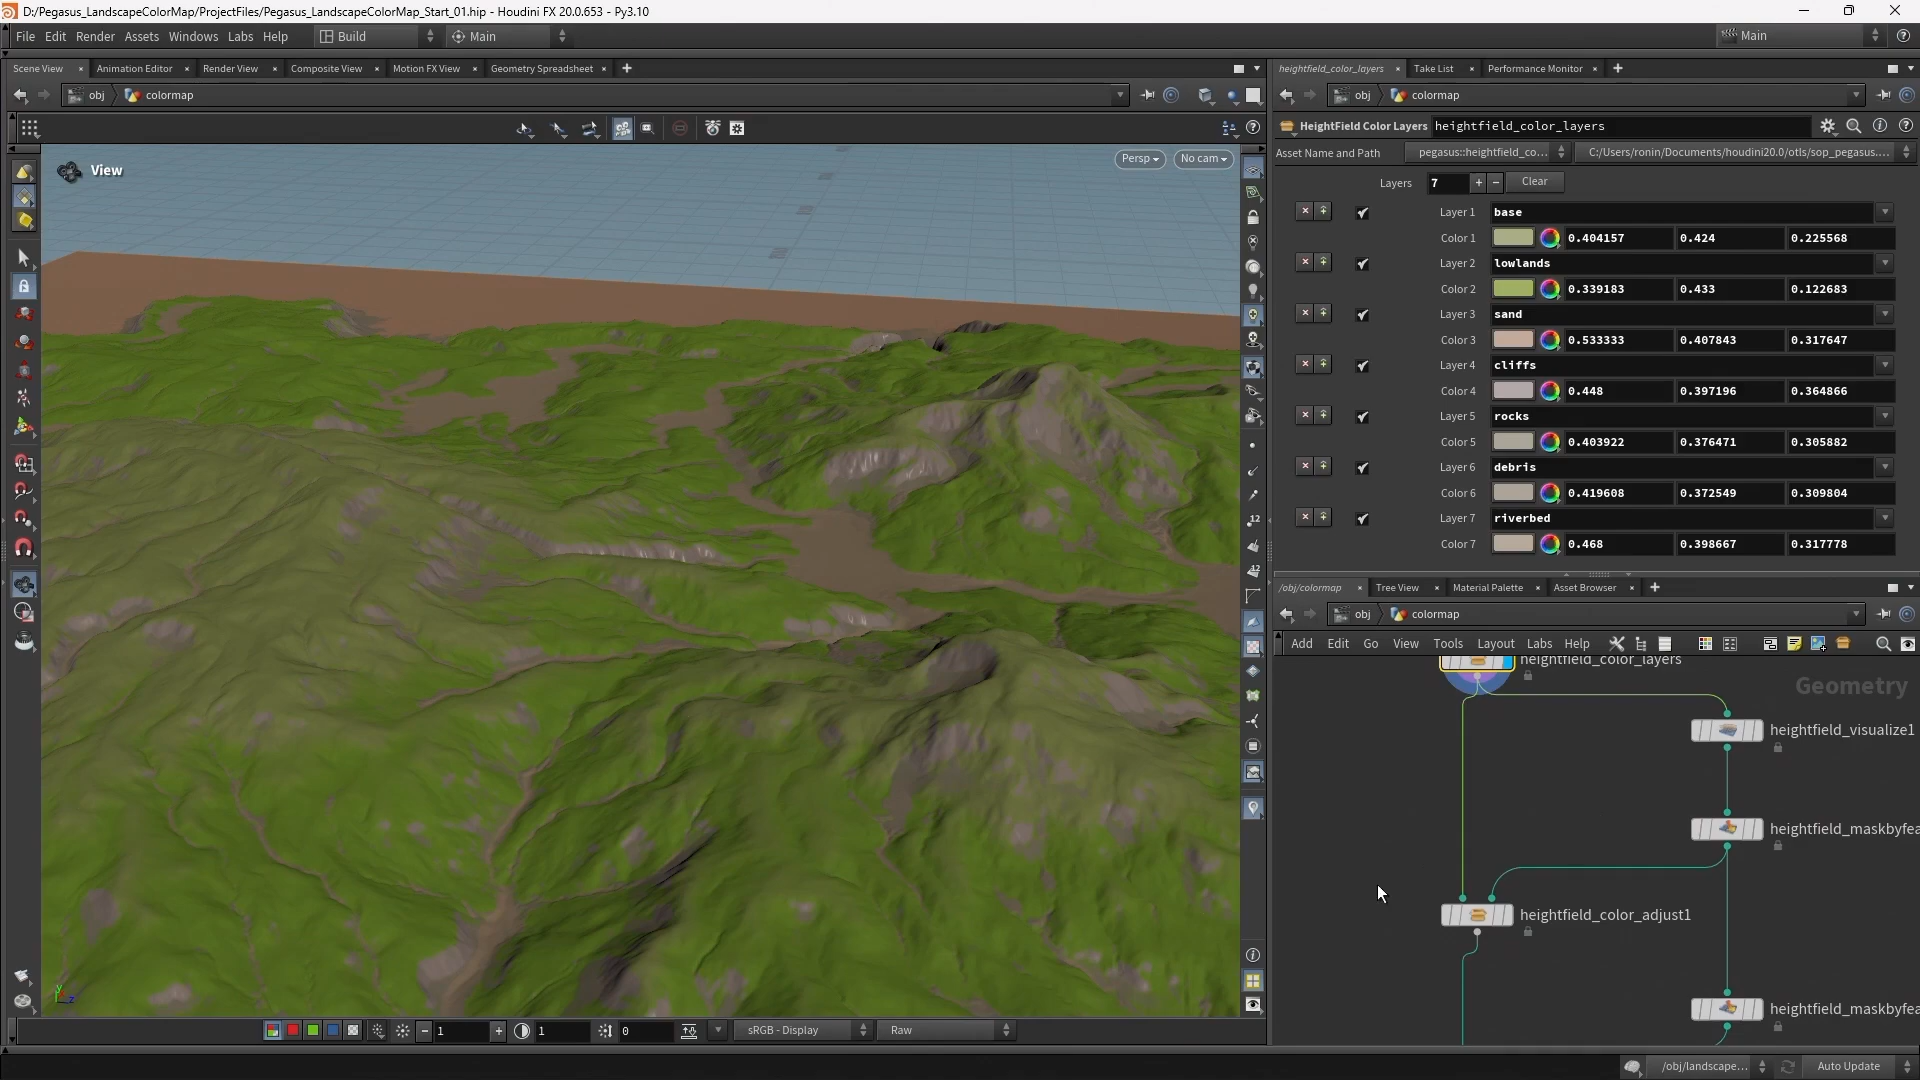 D:/Pegasus_LandscapeColorMap/ProjectFiles/Pegasus_LandscapeColorMap_Start_01.hip - Houdini FX 20.0.653 - Py3.10
File Edit Render Assets Windows Labs Help Build Main Main
Scene View Animation Editor Render View Composite View Motion FX View Geometry Spreadsheet
obj colormap
View
Persp No cam
12
12
1 1 0 sRGB - Display Raw
heightfield_color_layers Take List Performance Monitor
obj colormap
HeightField Color Layers heightfield_color_layers
Asset Name and Path pegasus::heightfield_co... C:/Users/ronin/Documents/houdini20.0/otls/sop_pegasus....
Layers 7 Clear
Layer 1 base
Color 1 0.404157 0.424 0.225568
Layer 2 lowlands
Color 2 0.339183 0.433 0.122683
Layer 3 sand
Color 3 0.533333 0.407843 0.317647
Layer 4 cliffs
Color 4 0.448 0.397196 0.364866
Layer 5 rocks
Color 5 0.403922 0.376471 0.305882
Layer 6 debris
Color 6 0.419608 0.372549 0.309804
Layer 7 riverbed
Color 7 0.468 0.398667 0.317778
/obj/colormap Tree View Material Palette Asset Browser
obj colormap
Add Edit Go View Tools Layout Labs Help
heightfield_color_layers
Geometry
heightfield_visualize1
heightfield_maskbyfea
heightfield_color_adjust1
heightfield_maskbyfea
/obj/landscape... Auto Update